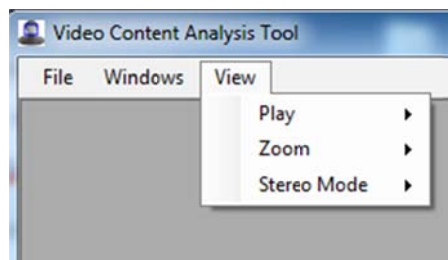 Video Content Analysis Tool
File Windows View
Play
Zoom
Stereo Mode